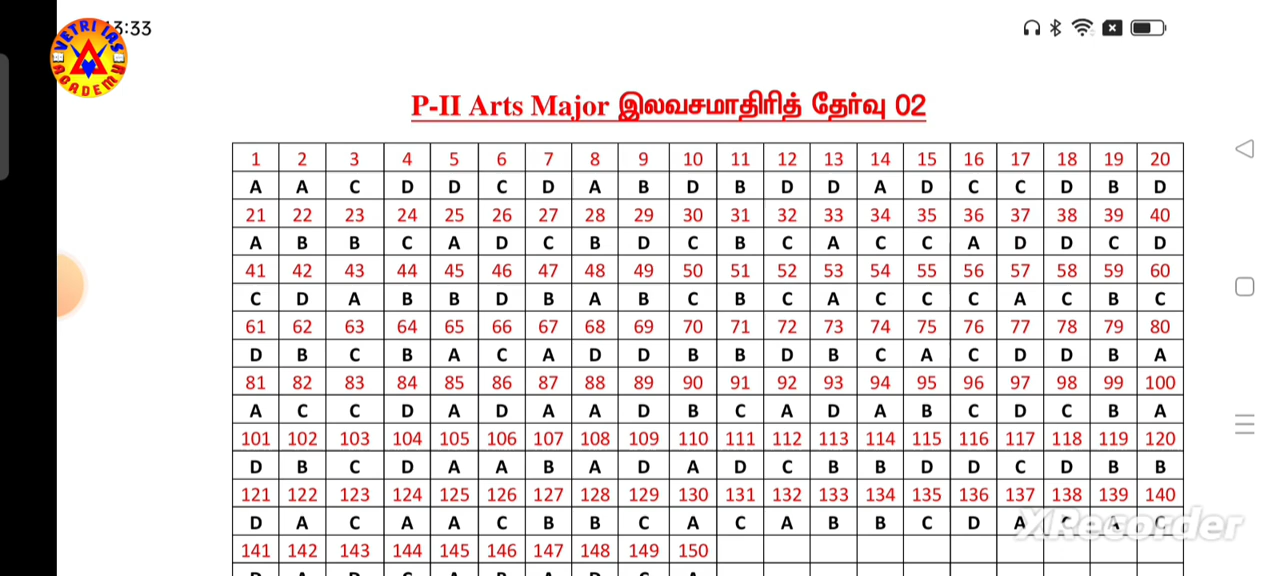 VETRI IAS
ACADEMY
3:33
P-II Arts Major இலவசமாதிரித் தேர்வு 02
1 2 3 4 5 6 7 8 9 10 11 12 13 14 15 16 17 18 19 20
A A C D D C D A B D B D D A D C C D B D
21 22 23 24 25 26 27 28 29 30 31 32 33 34 35 36 37 38 39 40
A B B C A D C B D C B C A C C A D D C D
41 42 43 44 45 46 47 48 49 50 51 52 53 54 55 56 57 58 59 60
C D A B B D B A B C B C A C C C A C B C
61 62 63 64 65 66 67 68 69 70 71 72 73 74 75 76 77 78 79 80
D B C B A C A D D B B D B C A C D D B A
81 82 83 84 85 86 87 88 89 90 91 92 93 94 95 96 97 98 99 100
A C C D A D A A D B C A D A B C D C B A
101 102 103 104 105 106 107 108 109 110 111 112 113 114 115 116 117 118 119 120
D B C D A A B A D A D C B B D D C D B B
121 122 123 124 125 126 127 128 129 130 131 132 133 134 135 136 137 138 139 140
D A C A A C B B C A C A B B C D A C A C
XRecorder
141 142 143 144 145 146 147 148 149 150